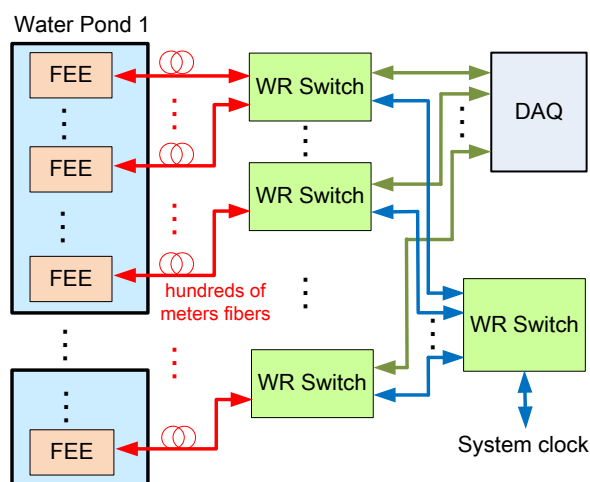 Water Pond 1
FEE
WR Switch
DAQ
FEE
WR Switch
FEE
hundreds of
meters fibers
WR Switch
WR Switch
FEE
System clock